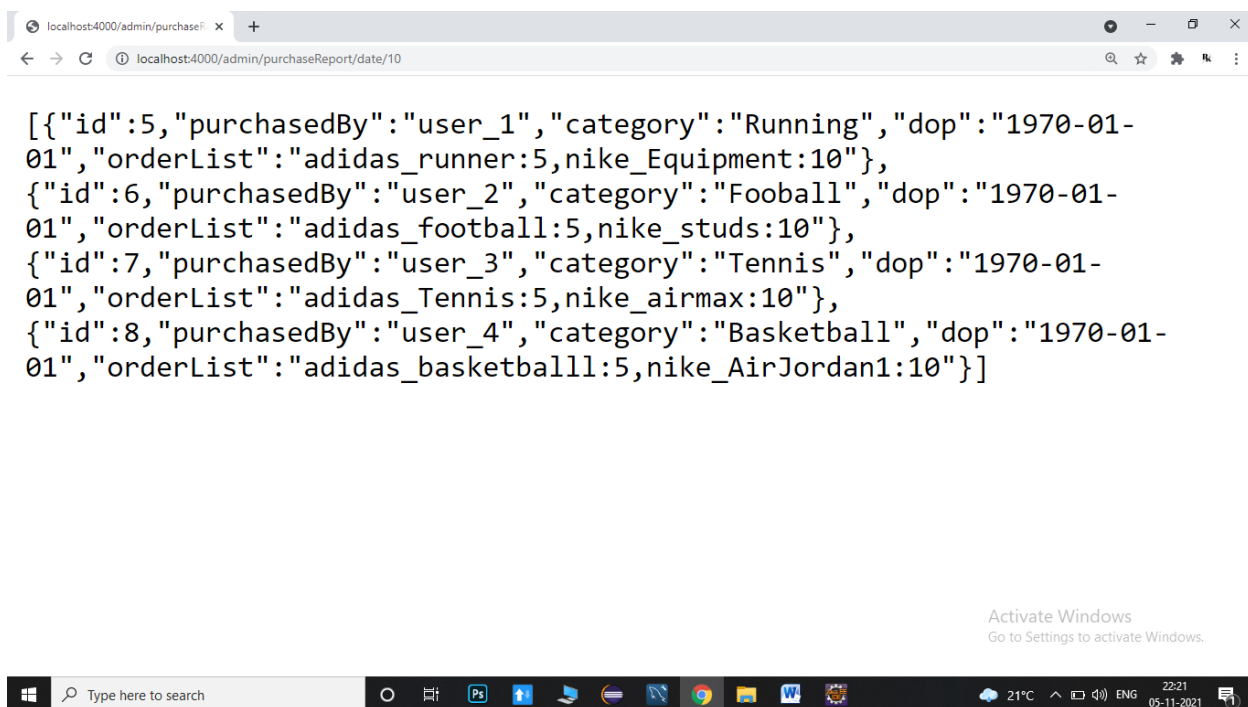 localhost:4000/admin/purchaseR
localhost:4000/admin/purchaseReport/date/10
[{"id":5,"purchasedBy":"user_1","category":"Running","dop":"1970-01-
01","orderList":"adidas_runner:5,nike_Equipment:10"},
{"id":6,"purchasedBy":"user_2","category":"Fooball","dop":"1970-01-
01","orderList":"adidas_football:5,nike_studs:10"},
{"id":7,"purchasedBy":"user_3","category":"Tennis","dop":"1970-01-
01","orderList":"adidas_Tennis:5,nike_airmax:10"},
{"id":8,"purchasedBy":"user_4","category":"Basketball","dop":"1970-01-
01","orderList":"adidas_basketballl:5,nike_AirJordan1:10"}]
Activate Windows
Go to Settings to activate Windows.
Type here to search
Ps
W
21°C
ENG
22:21
05-11-2021
1